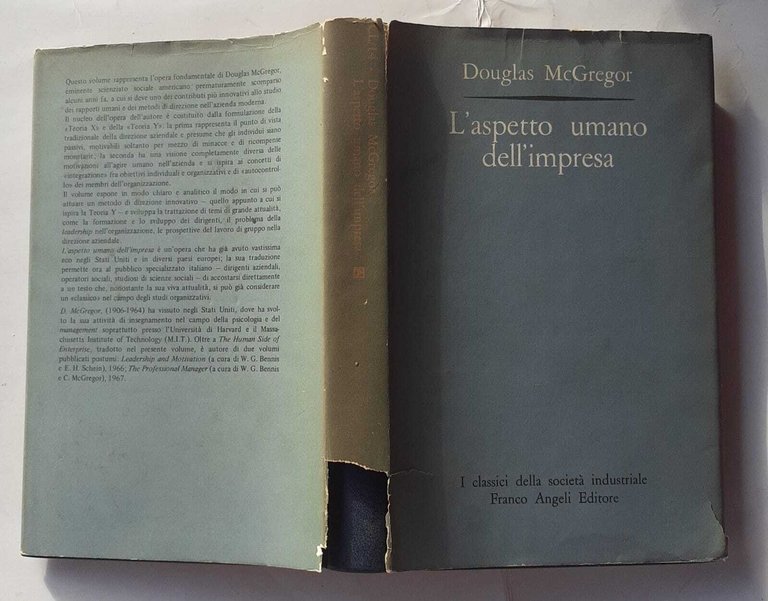 Questo volume rappresenta l'opera fondamentale di Douglas McGregor,
eminente scienziato sociale americano prematuramente scomparso
alcuni anni fa, a cui si deve uno dei contributi più innovativi allo studio
dei rapporti umani e dei metodi di direzione nell'azienda moderna.
Il nucleo dell'opera dell'autore è costituito dalla formulazione della
«Teoria X» e della «Teoria Y»: la prima rappresenta il punto di vista
tradizionale della direzione aziendale e presume che gli individui siano
passivi, motivabili soltanto per mezzo di minacce e di ricompense
monetarie; la seconda ha una visione completamente diversa delle
motivazioni all'agire umano nell'azienda e si ispira ai concetti di
«integrazione» fra obiettivi individuali e organizzativi e di «autocontrol-
lo» dei membri dell'organizzazione.
Il volume espone in modo chiaro e analitico il modo in cui si può
attuare un metodo di direzione innovativo — quello appunto a cui si
ispira la Teoria Y — e sviluppa la trattazione di temi di grande attualità,
come la formazione e lo sviluppo dei dirigenti, il problema della
leadership nell'organizzazione, le prospettive del lavoro di gruppo nella
direzione aziendale.
L'aspetto umano dell'impresa è un'opera che ha già avuto vastissima
eco negli Stati Uniti e in diversi paesi europei; la sua traduzione
permette ora al pubblico specializzato italiano — dirigenti aziendali,
operatori sociali, studiosi di scienze sociali — di accostarsi direttamente
a un testo che, nonostante la sua viva attualità, si può già considerare
un «classico» nel campo degli studi organizzativi.
D. McGregor, (1906-1964) ha vissuto negli Stati Uniti, dove ha svol-
to la sua attività di insegnamento nel campo della psicologia e del
management soprattutto presso l'Università di Harvard e il Massa-
chusetts Institute of Technology (M.I.T.). Oltre a The Human Side of
Enterprise, tradotto nel presente volume, è autore di due volumi
pubblicati postumi: Leadership and Motivation (a cura di W. G. Bennis
e E. H. Schein), 1966; The Professional Manager (a cura di W. G. Bennis
e C. McGregor), 1967.
Douglas McGregor
L'aspetto umano dell'impresa
Douglas McGregor
L'aspetto umano
dell'impresa
I classici della società industriale
Franco Angeli Editore